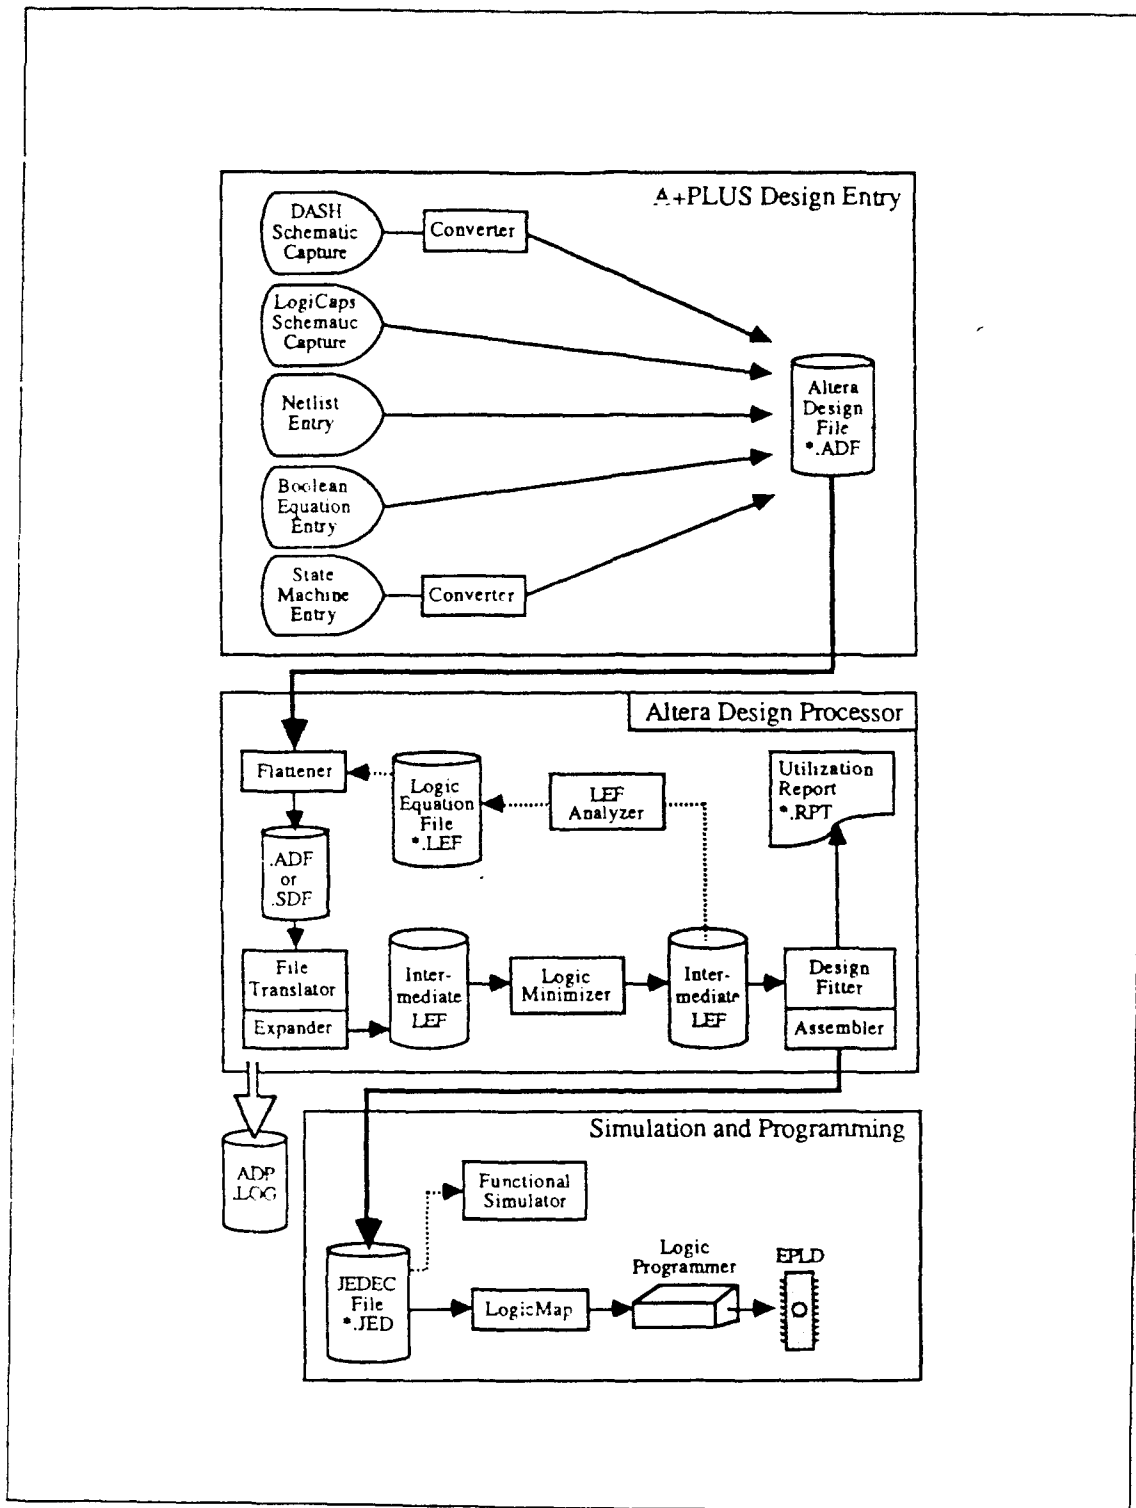 A+PLUS Design Entry
DASH
Schematic
Capture
Converter
LogiCaps
Schematic
Capture
Netlist
Entry
Boolean
Equation
Entry
State
Machine
Entry
Converter
Altera
Design
File
*.ADF
Altera Design Processor
Flattener
Logic
Equation
File
*.LEF
LEF
Analyzer
Utilization
Report
*.RPT
.ADF
or
.SDF
File
Translator
Expander
Inter-
mediate
LEF
Logic
Minimizer
Inter-
mediate
LEF
Design
Fitter
Assembler
ADP
.LOG
Simulation and Programming
Functional
Simulator
JEDEC
File
*.JED
LogicMap
Logic
Programmer
EPLD